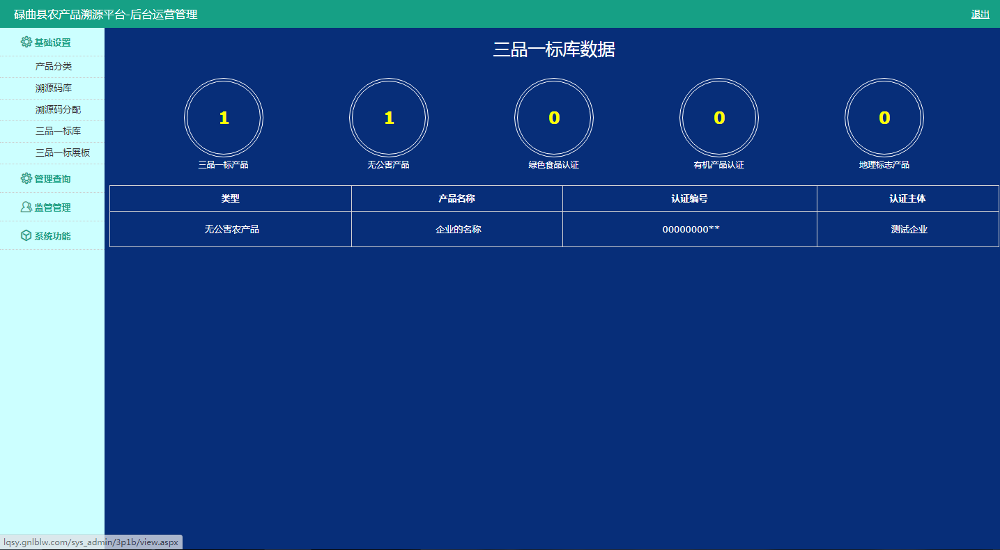 碌曲县农产品溯源平台-后台运营管理
退出
基础设置
产品分类
溯源码库
溯源码分配
三品一标库
三品一标展板
管理查询
监管管理
系统功能
三品一标库数据
1 1 0 0 0
三品一标产品 无公害产品 绿色食品认证 有机产品认证 地理标志产品
类型 产品名称 认证编号 认证主体
无公害农产品 企业的名称 00000000** 测试企业
lqsy.gnlblw.com/sys_admin/3p1b/view.aspx